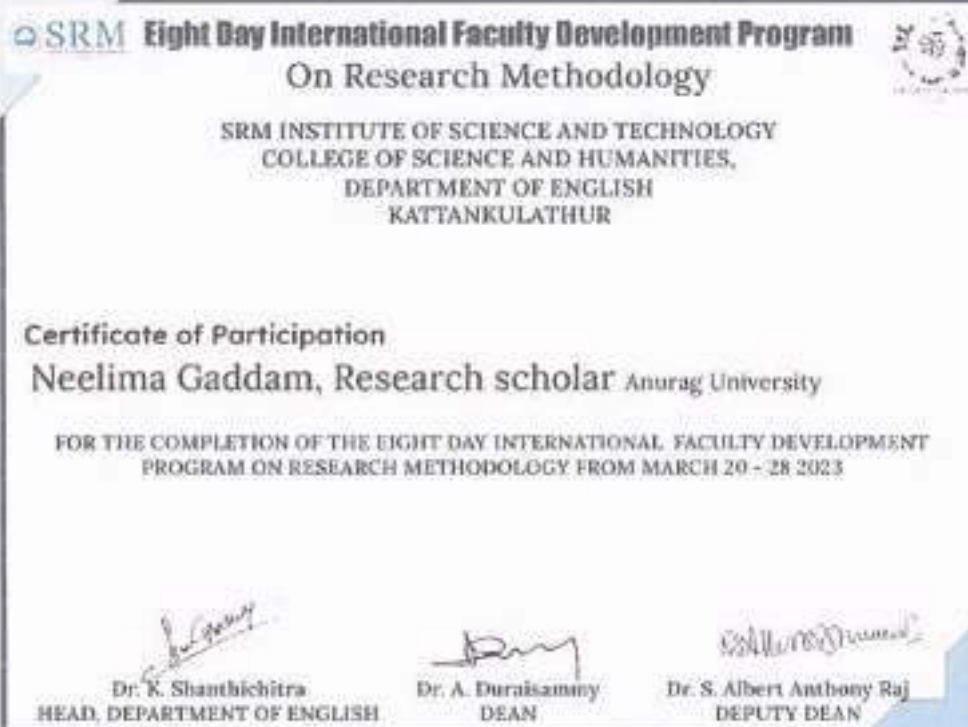 SRM Eight Day International Faculty Development Program
On Research Methodology
SRM INSTITUTE OF SCIENCE AND TECHNOLOGY
COLLEGE OF SCIENCE AND HUMANITIES,
DEPARTMENT OF ENGLISH
KATTANKULATHUR
Certificate of Participation
Neelima Gaddam, Research scholar Anurag University
FOR THE COMPLETION OF THE EIGHT DAY INTERNATIONAL FACULTY DEVELOPMENT
PROGRAM ON RESEARCH METHODOLOGY FROM MARCH 20 - 28 2023
Dr. K. Shanthichitra
HEAD, DEPARTMENT OF ENGLISH
Dr. A. Duraisammy
DEAN
Dr. S. Albert Anthony Raj
DEPUTY DEAN